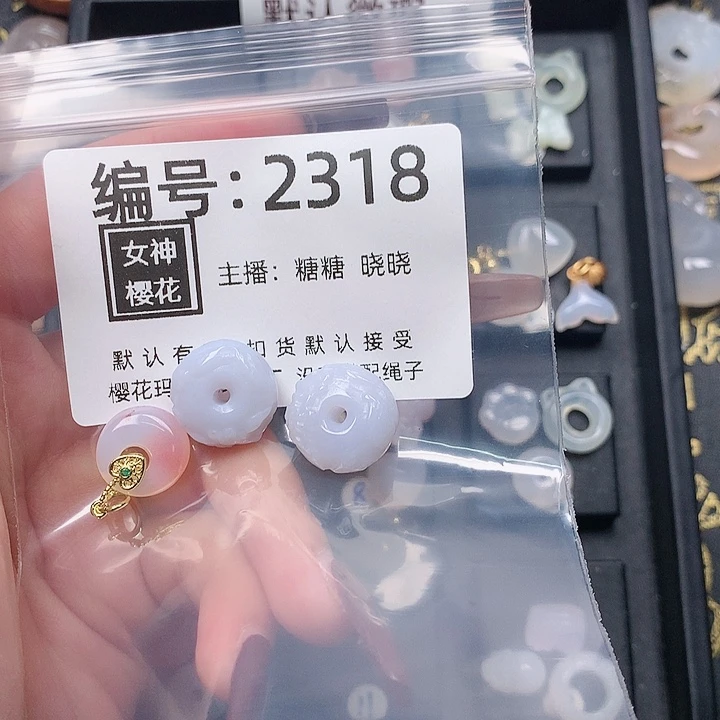 编号:2318
女神
樱花
主播: 糖糖 晓晓
默认有 扣货默认接受
樱花玛 配绳子